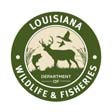 LOUISIANA
DEPARTMENT
OF
WILDLIFE & FISHERIES